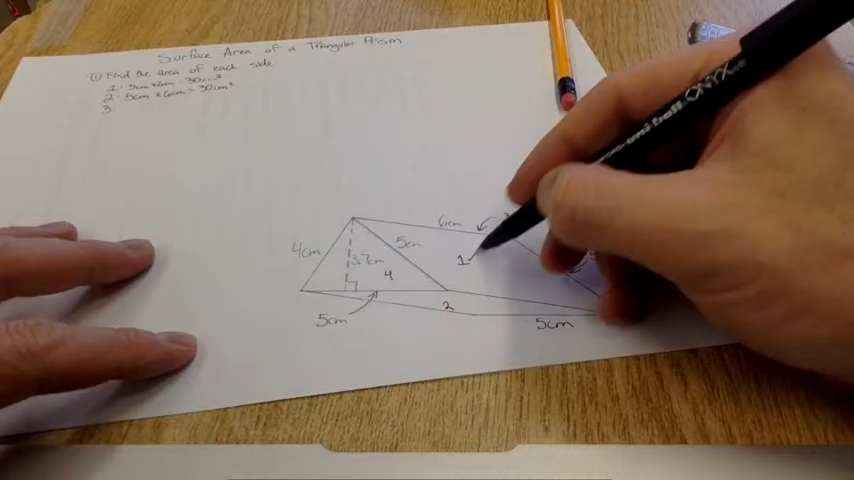 Surface Area of a Triangular Prism
① Find the area of each side
1: 5cm x 6cm = 30cm²
2: 5cm x 6cm = 30cm²
3:
6cm
4cm
5cm
3.7cm
1
4
2
5cm
5cm
uni-ball ONYX